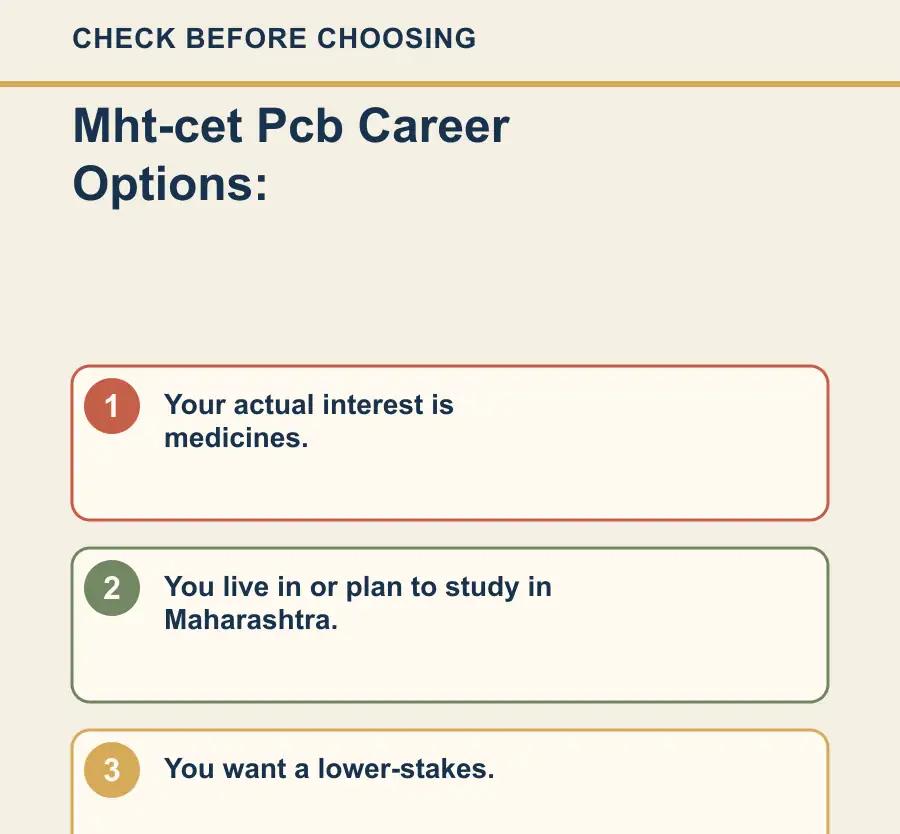 CHECK BEFORE CHOOSING
Mht-cet Pcb Career
Options:
1
Your actual interest is
medicines.
2
You live in or plan to study in
Maharashtra.
3
You want a lower-stakes.